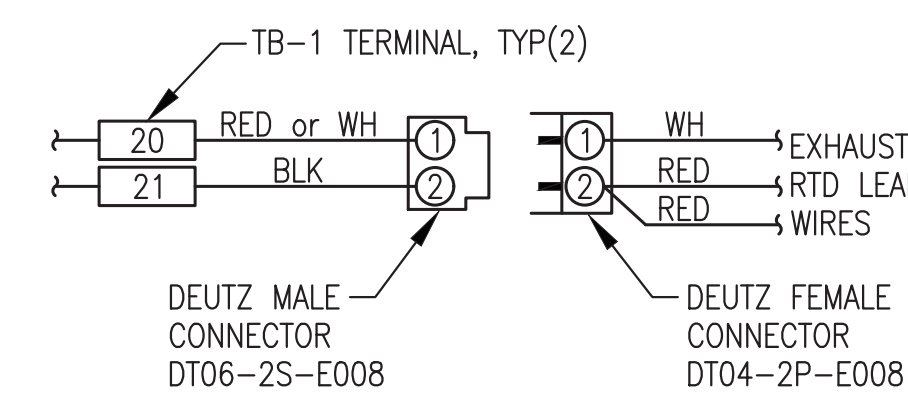 TB-1 TERMINAL, TYP(2)
20 RED or WH 1
21 BLK 2
1 WH EXHAUST
2 RED RTD
RED WIRES
DEUTZ MALE
CONNECTOR
DT06-2S-E008
DEUTZ FEMALE
CONNECTOR
DT04-2P-E008